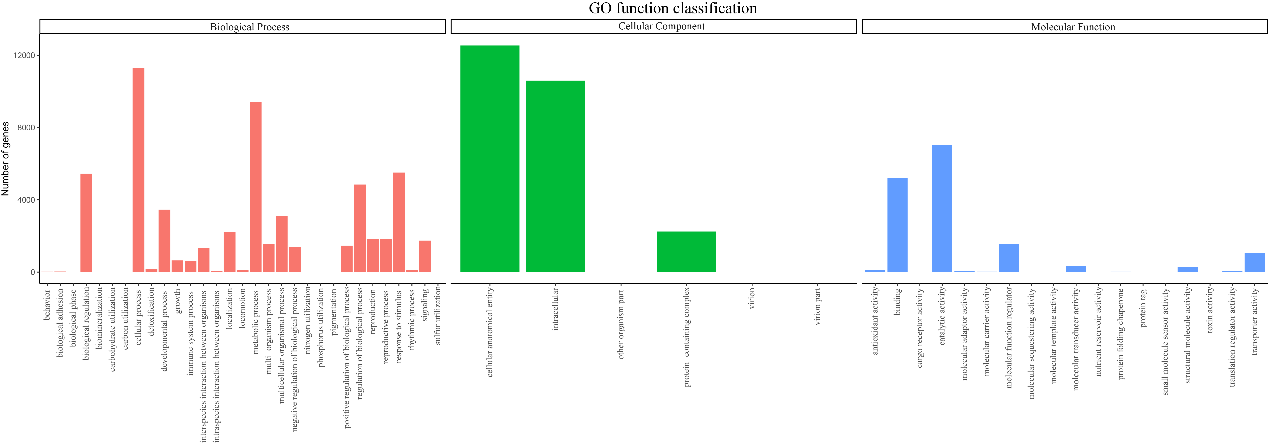 GO function classification
Biological Process
Cellular Component
Molecular Function
Number of genes
12000
8000
4000
0
behavior
biological adhesion
biological phase
biological regulation
biomineralization
carbohydrate utilization
carbon utilization
cellular process
detoxification
developmental process
growth
immune system process
interspecies interaction between organisms
intraspecies interaction between organisms
localization
locomotion
metabolic process
multi-organism process
multicellular organismal process
negative regulation of biological process
nitrogen utilization
phosphorus utilization
pigmentation
positive regulation of biological process
regulation of biological process
reproduction
reproductive process
response to stimulus
rhythmic process
signaling
sulfur utilization
cellular anatomical entity
intracellular
other organism part
protein-containing complex
virion
virion part
antioxidant activity
binding
cargo receptor activity
catalytic activity
molecular adaptor activity
molecular carrier activity
molecular function regulator
molecular sequestering activity
molecular template activity
molecular transducer activity
nutrient reservoir activity
protein folding chaperone
protein tag
small molecule sensor activity
structural molecule activity
toxin activity
translation regulator activity
transporter activity